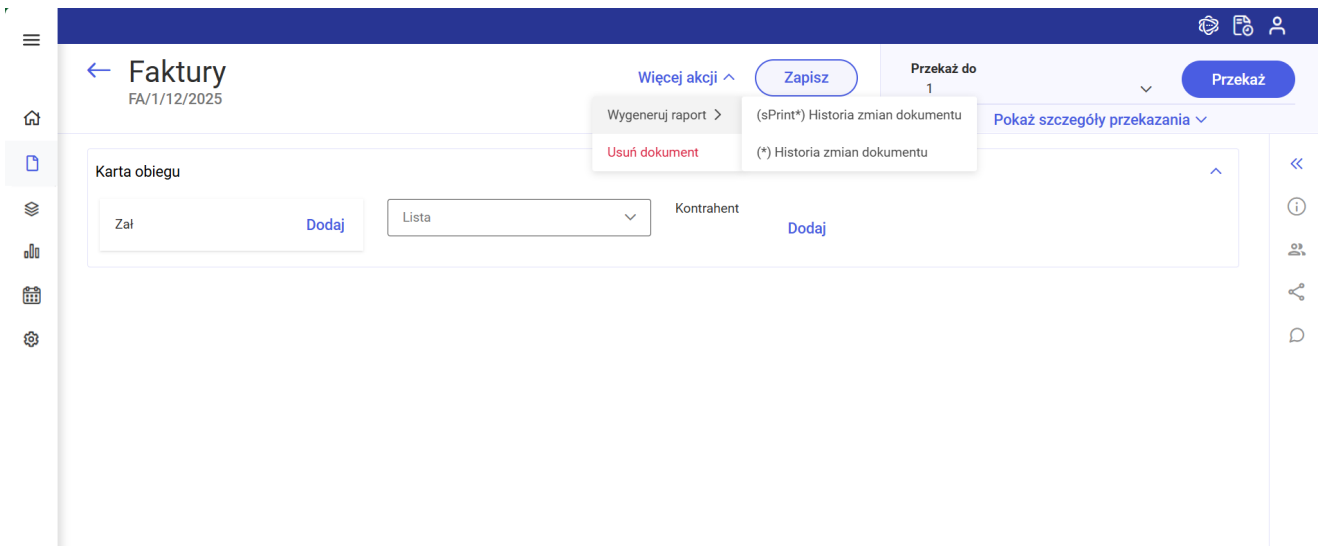 Faktury
FA/1/12/2025
Więcej akcji
Zapisz
Przekaż do
1
Przekaż
Pokaż szczegóły przekazania
Wygeneruj raport
(sPrint*) Historia zmian dokumentu
Usuń dokument
(*) Historia zmian dokumentu
Karta obiegu
Zał
Dodaj
Lista
Kontrahent
Dodaj